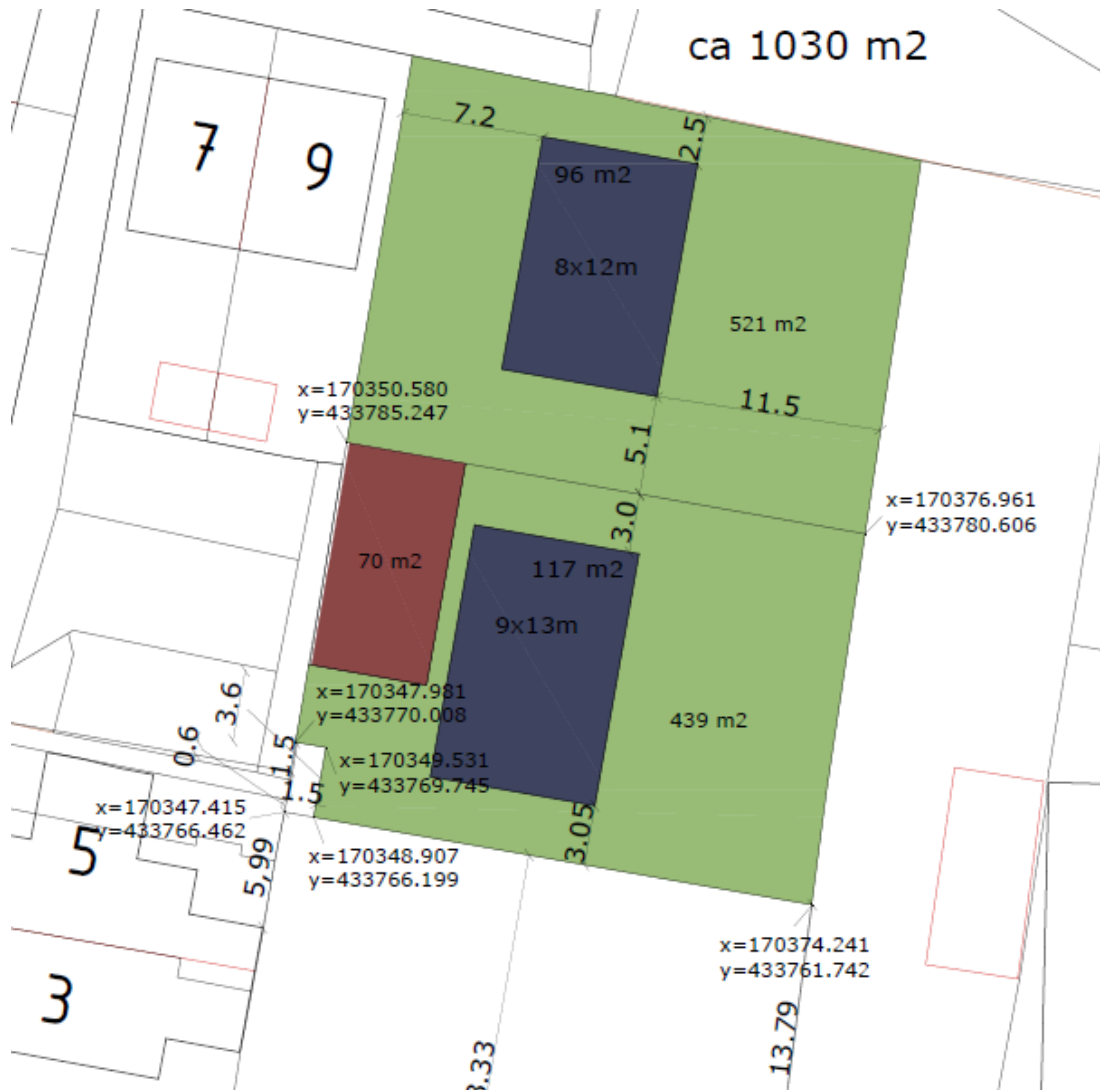 ca 1030 m2
7.2
2.5
7
9
96 m2
8x12m
521 m2
x=170350.580
y=433785.247
11.5
5.1
x=170376.961
y=433780.606
3.0
70 m2
117 m2
9x13m
3.6
x=170347.981
y=433770.008
439 m2
0.6
1.5
x=170349.531
y=433769.745
1.5
x=170347.415
y=433766.462
5
3.05
5,99
x=170348.907
y=433766.199
x=170374.241
y=433761.742
3
13.79
3.33